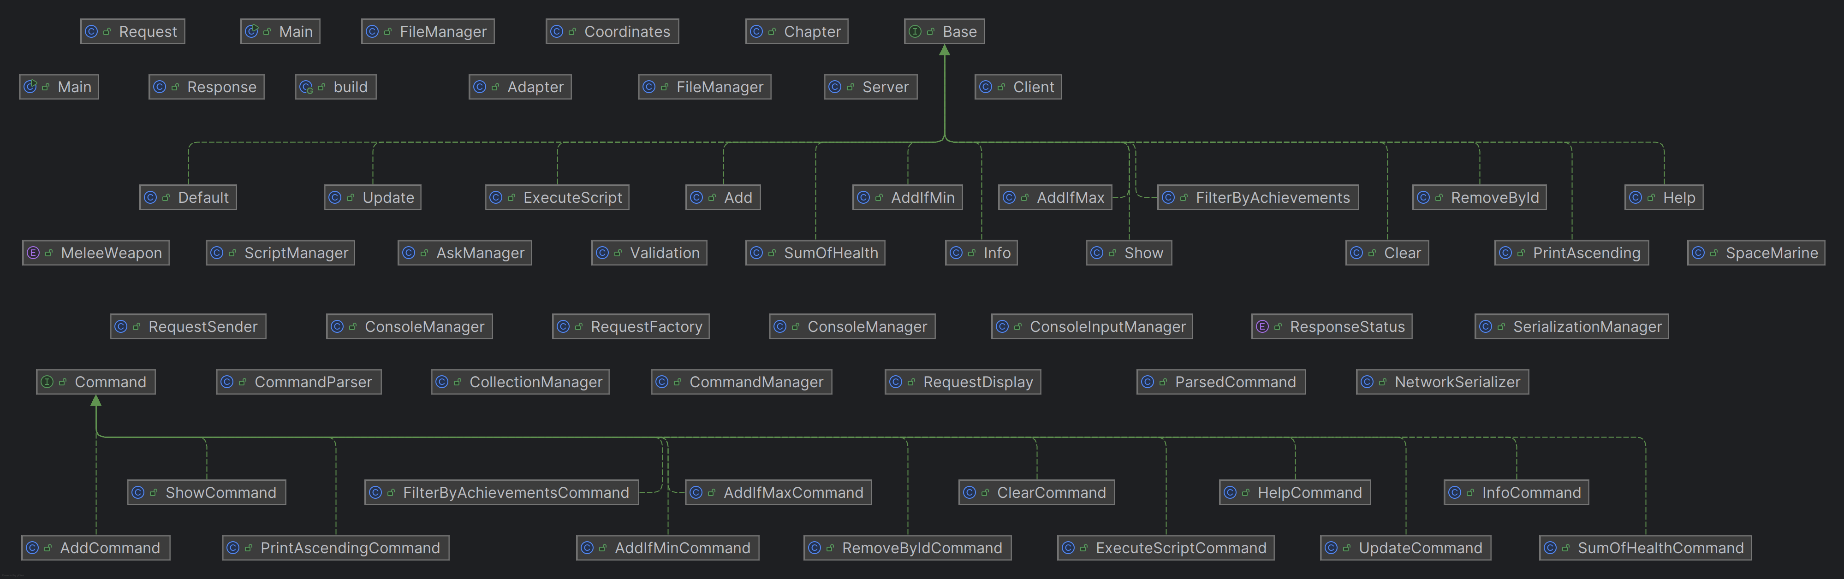 Request Main FileManager Coordinates Chapter Base
Main Response build Adapter FileManager Server Client
Default Update ExecuteScript Add AddIfMin AddIfMax FilterByAchievements RemoveById Help
MeleeWeapon ScriptManager AskManager Validation SumOfHealth Info Show Clear PrintAscending SpaceMarine
RequestSender ConsoleManager RequestFactory ConsoleManager ConsoleInputManager ResponseStatus SerializationManager
Command CommandParser CollectionManager CommandManager RequestDisplay ParsedCommand NetworkSerializer
ShowCommand FilterByAchievementsCommand AddIfMaxCommand ClearCommand HelpCommand InfoCommand
AddCommand PrintAscendingCommand AddIfMinCommand RemoveByIdCommand ExecuteScriptCommand UpdateCommand SumOfHealthCommand